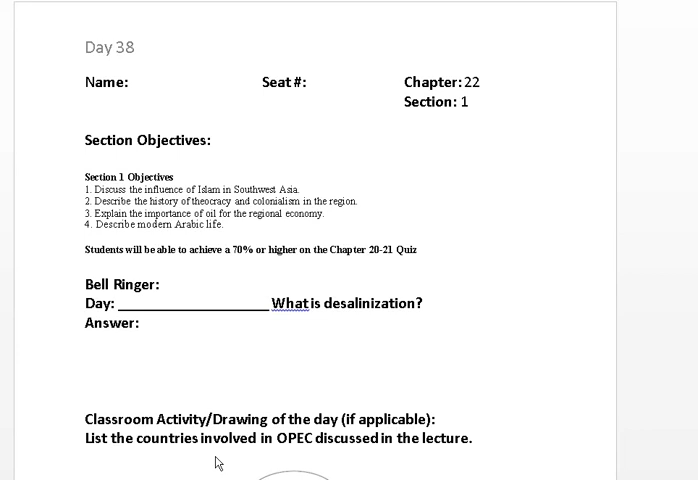 Day 38
Name: Seat #: Chapter: 22
Section: 1
Section Objectives:
Section 1 Objectives
1. Discuss the influence of Islam in Southwest Asia.
2. Describe the history of theocracy and colonialism in the region.
3. Explain the importance of oil for the regional economy.
4. Describe modern Arabic life.
Students will be able to achieve a 70% or higher on the Chapter 20-21 Quiz
Bell Ringer:
Day: ____________________ What is desalinization?
Answer:
Classroom Activity/Drawing of the day (if applicable):
List the countries involved in OPEC discussed in the lecture.